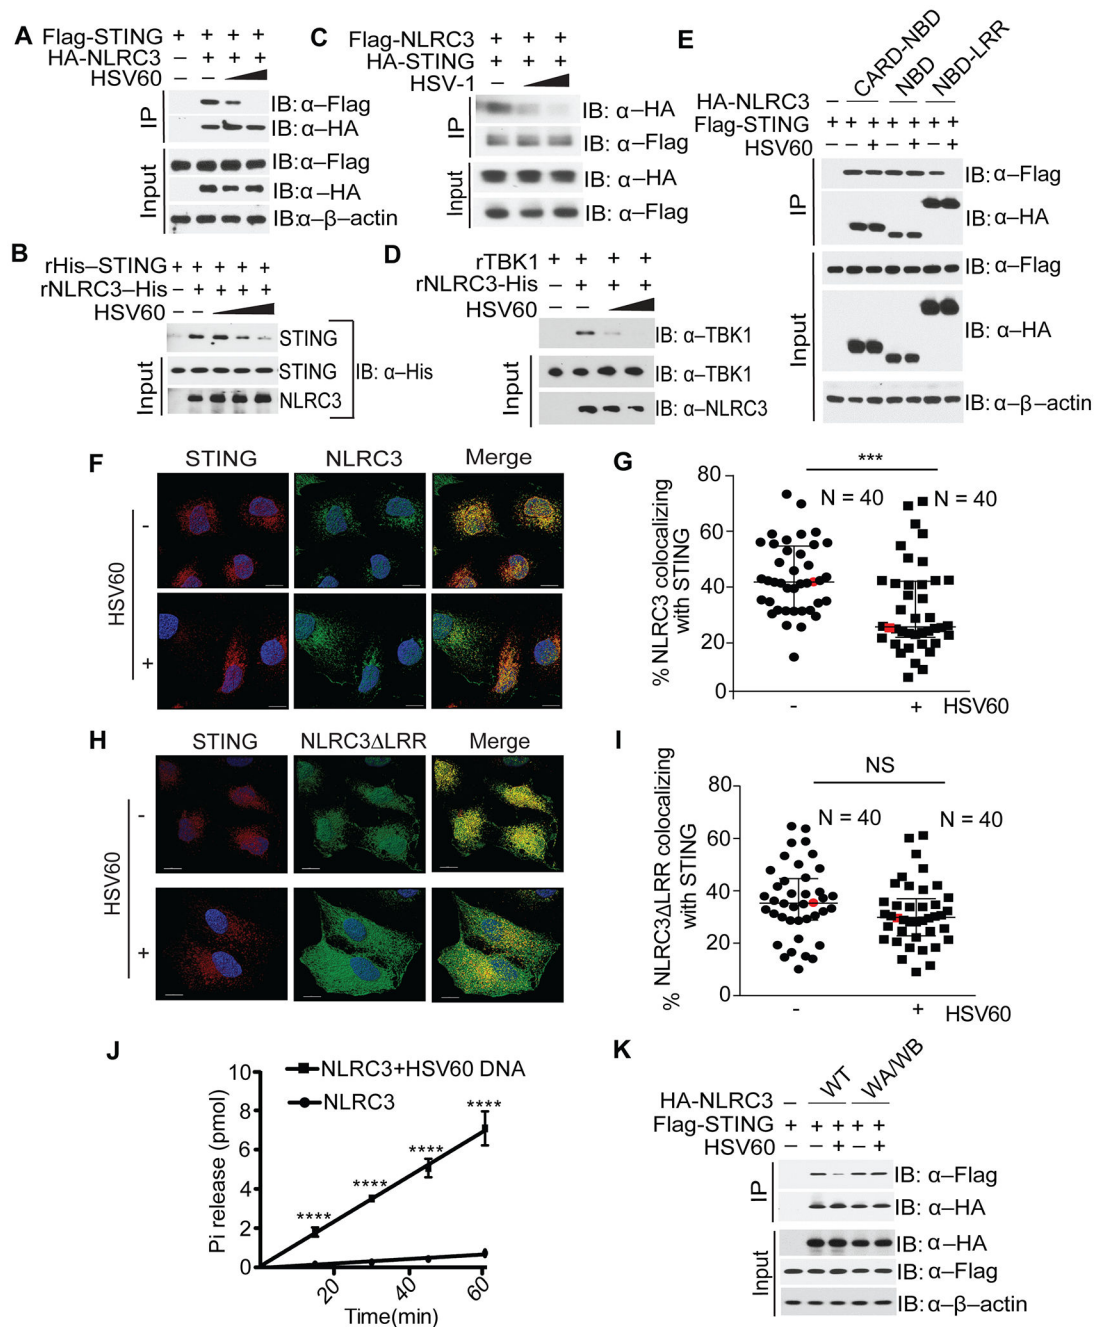 A
Flag-STING + + + +
HA-NLRC3 − + + +
HSV60 − −
IP
IB: α–Flag
IB: α–HA
Input
IB:α–Flag
IB:α –HA
IB:α–β–actin
B
rHis–STING + + + + +
rNLRC3–His − + + + +
HSV60 − −
STING
Input
STING
NLRC3
IB: α–His
C
Flag-NLRC3 + + +
HA-STING + + +
HSV-1 −
IP
IB: α–HA
IB: α–Flag
Input
IB: α–HA
IB: α–Flag
D
rTBK1 + + + +
rNLRC3-His − + + +
HSV60 − −
IB: α–TBK1
Input
IB: α–TBK1
IB: α–NLRC3
E
CARD-NBD
NBD
NBD-LRR
HA-NLRC3 −
Flag-STING + + + + + + +
HSV60 − − + − + − +
IP
IB: α–Flag
IB: α–HA
Input
IB: α–Flag
IB: α–HA
IB: α–β–actin
F
STING NLRC3 Merge
HSV60
-
+
G
% NLRC3 colocalizing
with STING
80
60
40
20
0
***
N = 40 N = 40
- + HSV60
H
STING NLRC3ΔLRR Merge
HSV60
-
+
I
% NLRC3ΔLRR colocalizing
with STING
80
60
40
20
0
NS
N = 40 N = 40
- + HSV60
J
NLRC3+HSV60 DNA
NLRC3
Pi release (pmol)
10
8
6
4
2
0
****
****
****
****
20 40 60
Time(min)
K
WT WA/WB
HA-NLRC3 −
Flag-STING + + + + +
HSV60 − − + − +
IP
IB: α–Flag
IB: α–HA
Input
IB: α–HA
IB: α–Flag
IB: α–β–actin